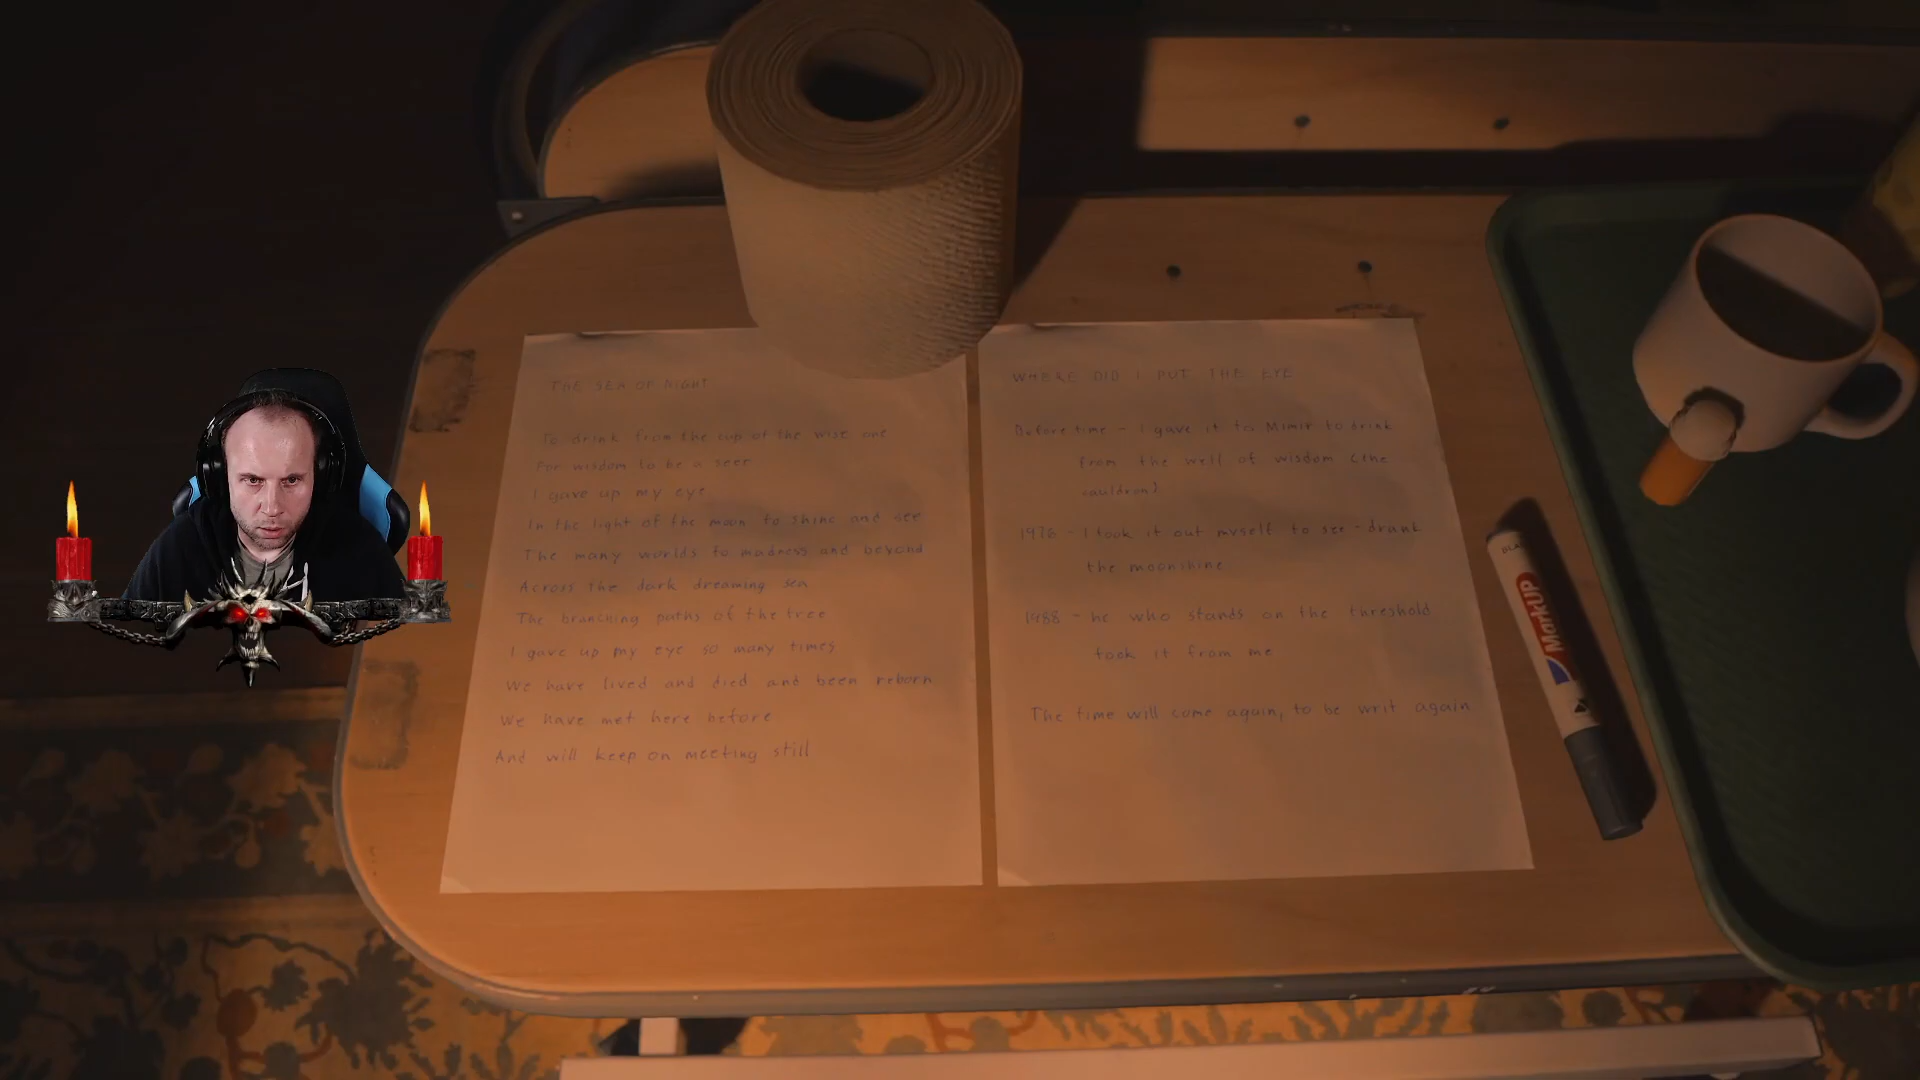 THE SEA OF NIGHT
To drink from the cup of the wise one
For wisdom to be a seer
I gave up my eye
In the light of the moon to shine and see
The many worlds to madness and beyond
Across the dark dreaming sea
The branching paths of the tree
I gave up my eye so many times
We have lived and died and been reborn
We have met here before
And will keep on meeting still
WHERE DID I PUT THE EYE
Before time - I gave it to Mimir to drink
from the well of wisdom (the
cauldron)
1976 - I took it out myself to see - drank
the moonshine
1988 - he who stands on the threshold
took it from me
The time will come again, to be writ again
MarkUP